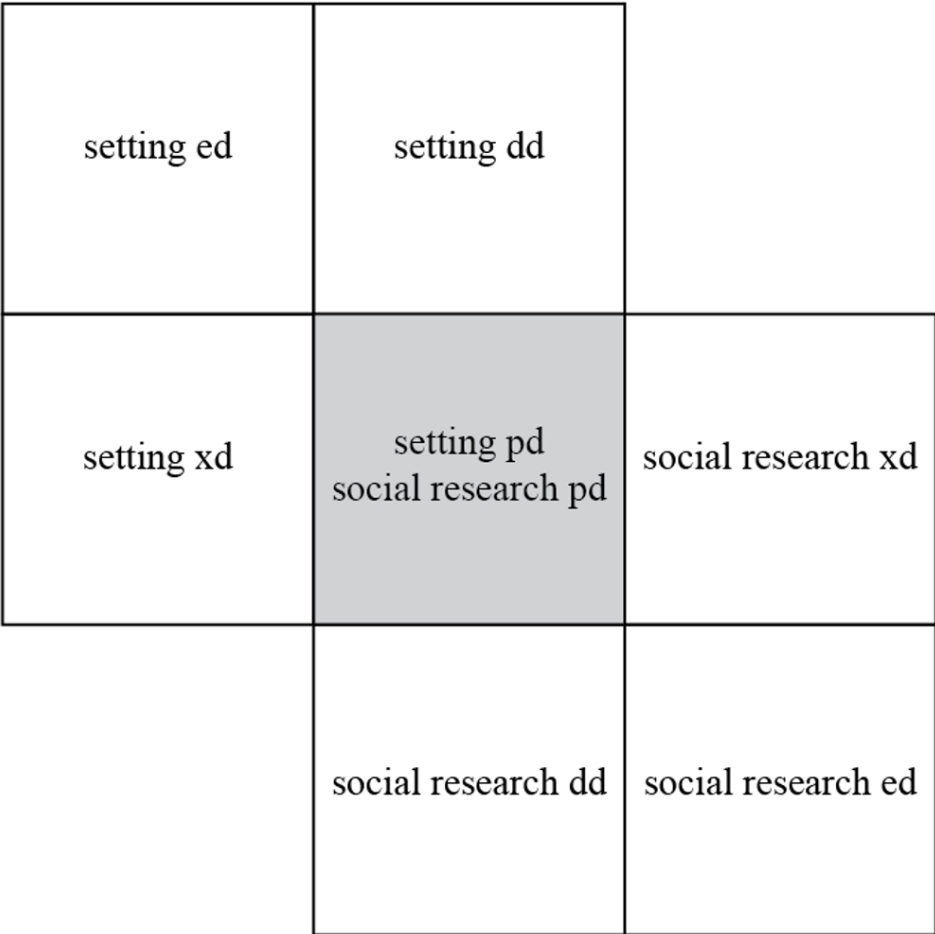 setting ed
setting dd
setting xd
setting pd
social research pd
social research xd
social research dd
social research ed